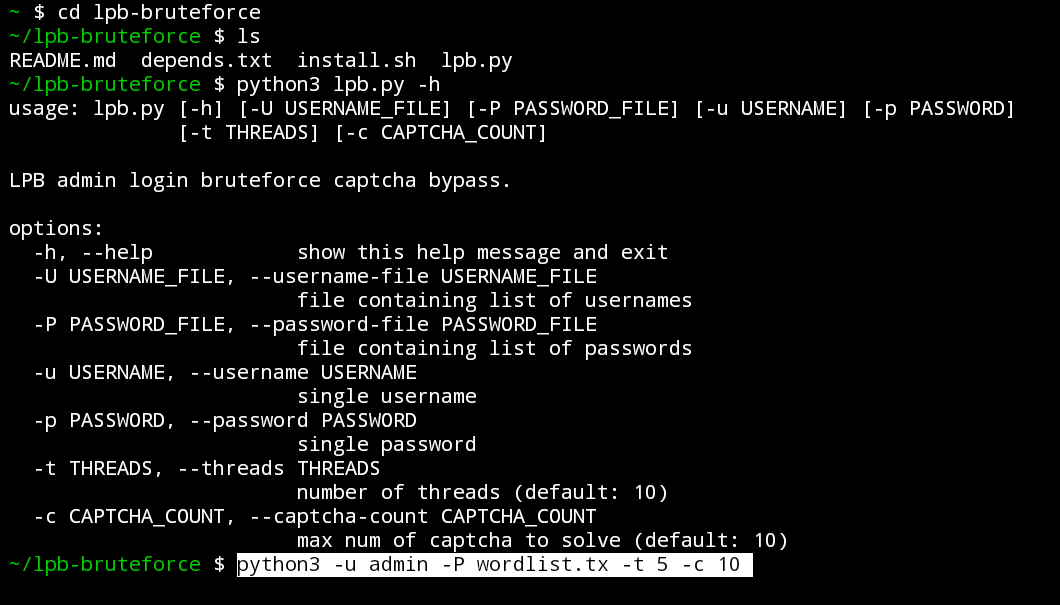 ~ $ cd lpb-bruteforce
~/lpb-bruteforce $ ls
README.md  depends.txt  install.sh  lpb.py
~/lpb-bruteforce $ python3 lpb.py -h
usage: lpb.py [-h] [-U USERNAME_FILE] [-P PASSWORD_FILE] [-u USERNAME] [-p PASSWORD]
              [-t THREADS] [-c CAPTCHA_COUNT]

LPB admin login bruteforce captcha bypass.

options:
  -h, --help            show this help message and exit
  -U USERNAME_FILE, --username-file USERNAME_FILE
                        file containing list of usernames
  -P PASSWORD_FILE, --password-file PASSWORD_FILE
                        file containing list of passwords
  -u USERNAME, --username USERNAME
                        single username
  -p PASSWORD, --password PASSWORD
                        single password
  -t THREADS, --threads THREADS
                        number of threads (default: 10)
  -c CAPTCHA_COUNT, --captcha-count CAPTCHA_COUNT
                        max num of captcha to solve (default: 10)
~/lpb-bruteforce $ python3 -u admin -P wordlist.tx -t 5 -c 10